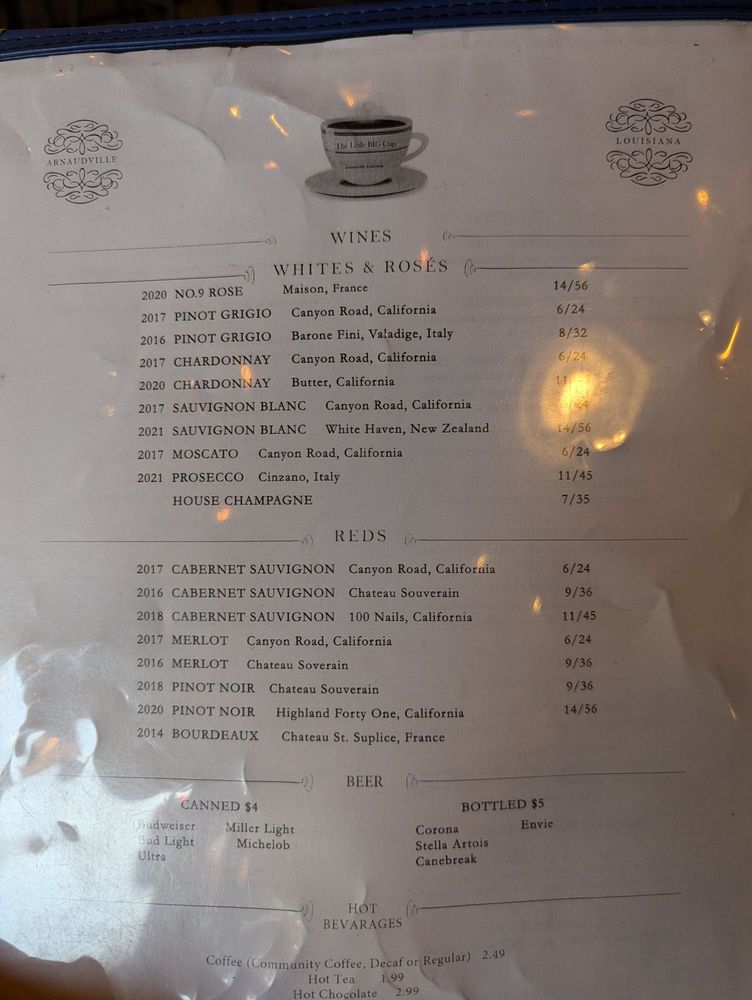 ARNAUDVILLE
The Little BIG Cup
LOUISIANA
WINES
WHITES & ROSÉS
2020 NO.9 ROSE Maison, France 14/56
2017 PINOT GRIGIO Canyon Road, California 6/24
2016 PINOT GRIGIO Barone Fini, Valadige, Italy 8/32
2017 CHARDONNAY Canyon Road, California 6/24
2020 CHARDONNAY Butter, California
2017 SAUVIGNON BLANC Canyon Road, California
2021 SAUVIGNON BLANC White Haven, New Zealand 14/56
2017 MOSCATO Canyon Road, California 6/24
2021 PROSECCO Cinzano, Italy 11/45
HOUSE CHAMPAGNE 7/35
REDS
2017 CABERNET SAUVIGNON Canyon Road, California 6/24
2016 CABERNET SAUVIGNON Chateau Souverain 9/36
2018 CABERNET SAUVIGNON 100 Nails, California 11/45
2017 MERLOT Canyon Road, California 6/24
2016 MERLOT Chateau Soverain 9/36
2018 PINOT NOIR Chateau Souverain 9/36
2020 PINOT NOIR Highland Forty One, California 14/56
2014 BOURDEAUX Chateau St. Suplice, France
BEER
CANNED $4
Budweiser Miller Light
Bud Light Michelob
Ultra
BOTTLED $5
Corona Envie
Stella Artois
Canebreak
HOT
BEVARAGES
Coffee (Community Coffee, Decaf or Regular) 2.49
Hot Tea 1.99
Hot Chocolate 2.99